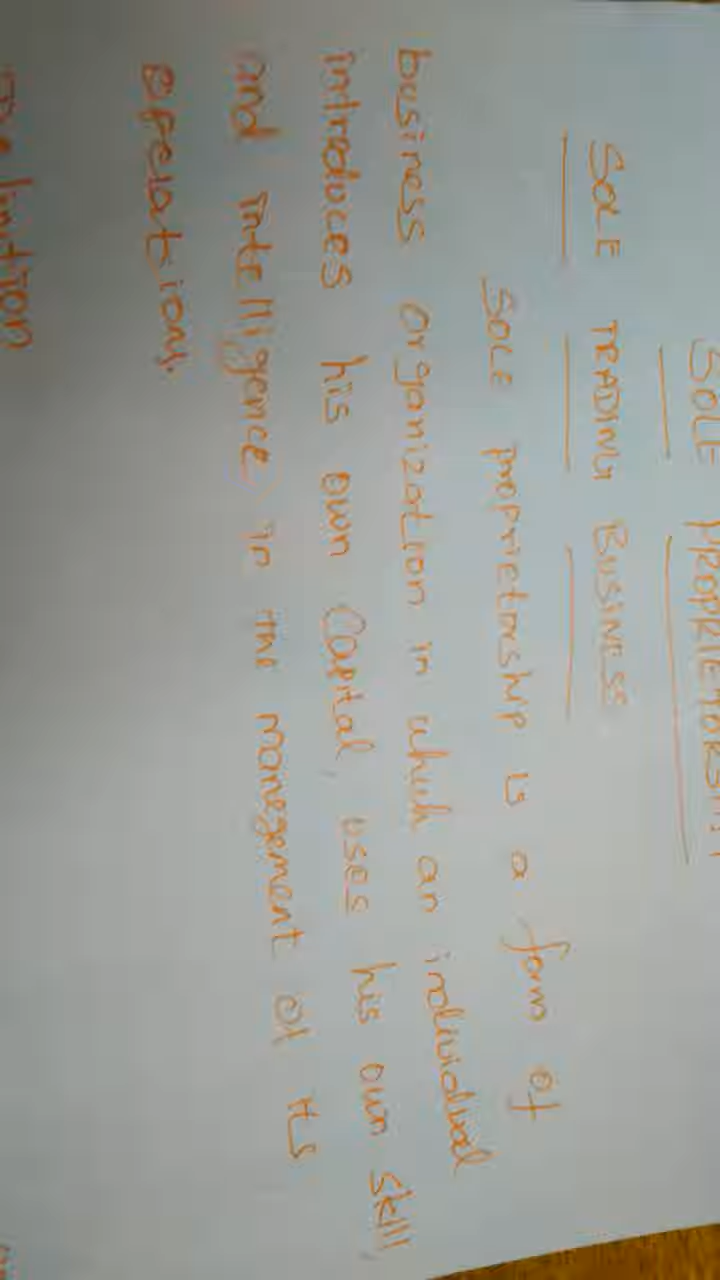 SOLE PROPRIETORSHIP
SOLE TRADING BUSINESS
SOLE proprietorship is a form of
business organization in which an individual
introduces his own capital, uses his own skill
and intelligence in the management of its
operations.